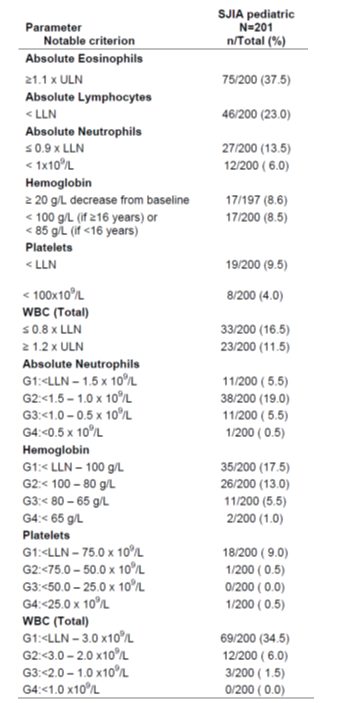 Parameter
Notable criterion
SJIA pediatric
N=201
n/Total (%)
Absolute Eosinophils
≥1.1 x ULN 75/200 (37.5)
Absolute Lymphocytes
< LLN 46/200 (23.0)
Absolute Neutrophils
≤ 0.9 x LLN 27/200 (13.5)
< 1x10⁹/L 12/200 ( 6.0)
Hemoglobin
≥ 20 g/L decrease from baseline 17/197 (8.6)
< 100 g/L (if ≥16 years) or 17/200 (8.5)
< 85 g/L (if <16 years)
Platelets
< LLN 19/200 (9.5)
< 100x10⁹/L 8/200 (4.0)
WBC (Total)
≤ 0.8 x LLN 33/200 (16.5)
≥ 1.2 x ULN 23/200 (11.5)
Absolute Neutrophils
G1:<LLN – 1.5 x 10⁹/L 11/200 ( 5.5)
G2:<1.5 – 1.0 x 10⁹/L 38/200 (19.0)
G3:<1.0 – 0.5 x 10⁹/L 11/200 ( 5.5)
G4:<0.5 x 10⁹/L 1/200 ( 0.5)
Hemoglobin
G1:< LLN – 100 g/L 35/200 (17.5)
G2:< 100 – 80 g/L 26/200 (13.0)
G3:< 80 – 65 g/L 11/200 (5.5)
G4:< 65 g/L 2/200 (1.0)
Platelets
G1:<LLN – 75.0 x 10⁹/L 18/200 ( 9.0)
G2:<75.0 – 50.0 x 10⁹/L 1/200 ( 0.5)
G3:<50.0 – 25.0 x 10⁹/L 0/200 ( 0.0)
G4:<25.0 x 10⁹/L 1/200 ( 0.5)
WBC (Total)
G1:<LLN – 3.0 x10⁹/L 69/200 (34.5)
G2:<3.0 – 2.0 x10⁹/L 12/200 ( 6.0)
G3:<2.0 – 1.0 x10⁹/L 3/200 ( 1.5)
G4:<1.0 x10⁹/L 0/200 ( 0.0)